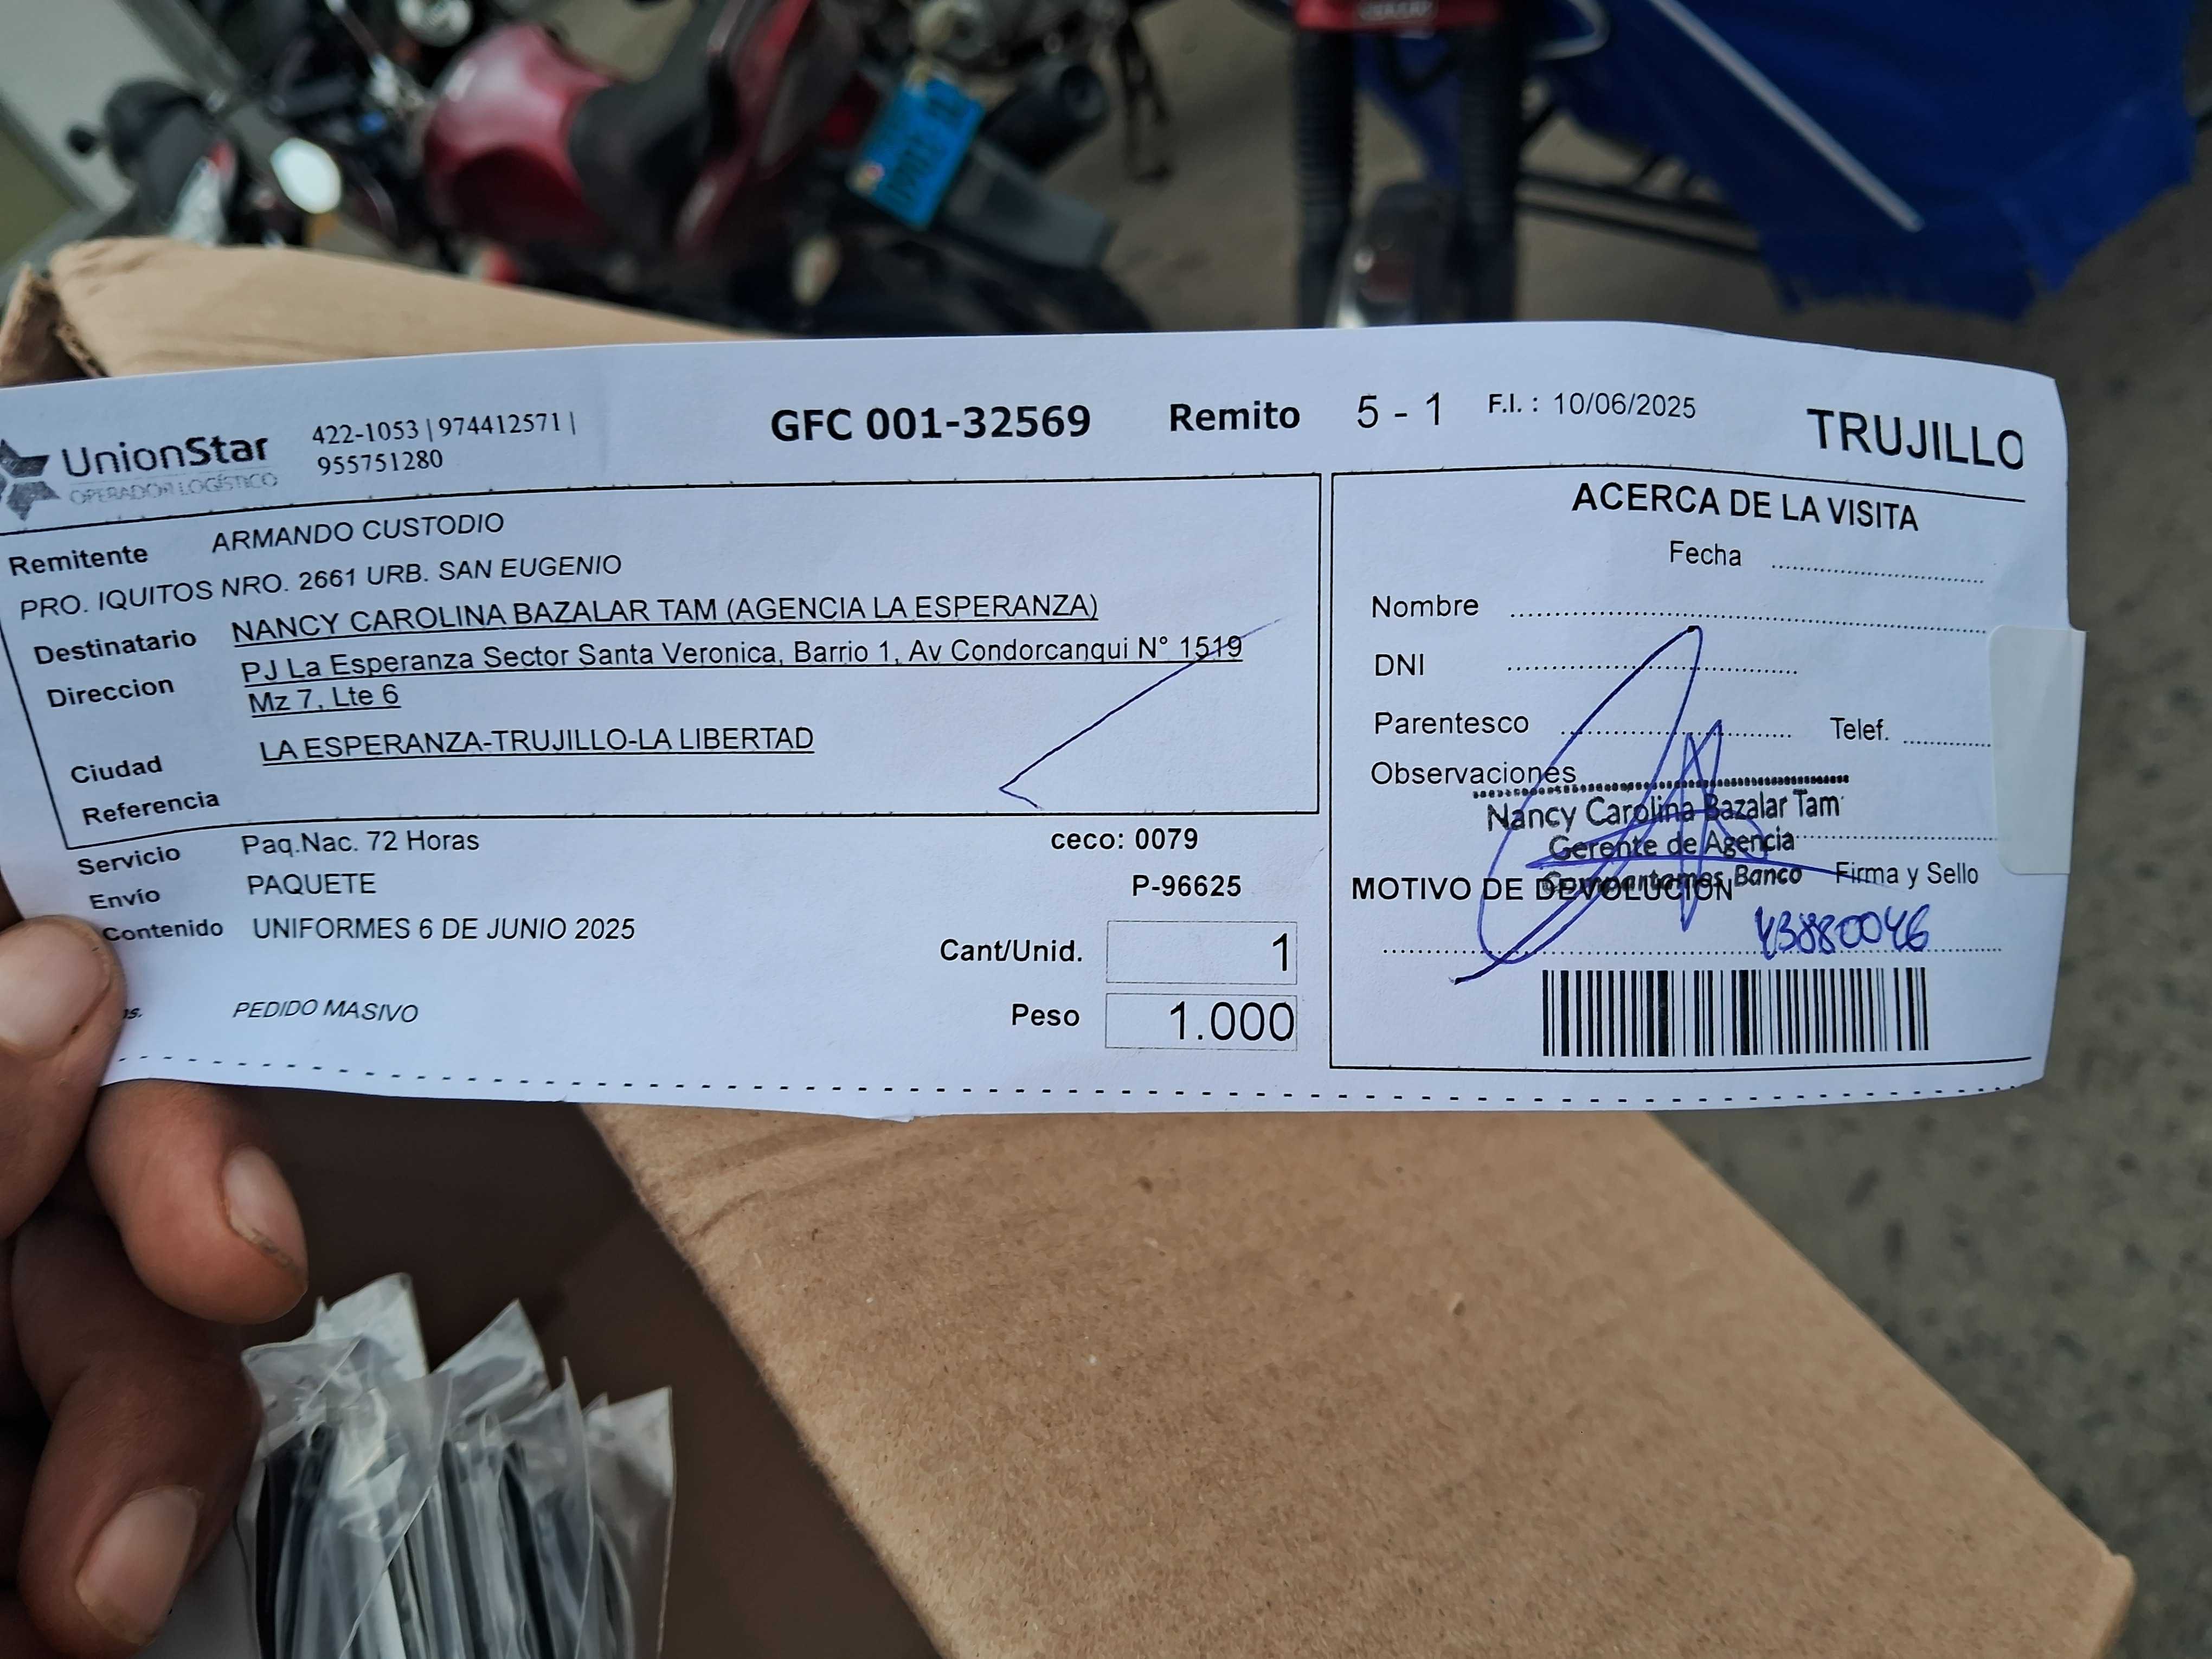 UnionStar
OPERADOR LOGÍSTICO
422-1053 | 974412571 |
955751280
GFC 001-32569 Remito 5 - 1 F.I. : 10/06/2025
TRUJILLO
Remitente ARMANDO CUSTODIO
PRO. IQUITOS NRO. 2661 URB. SAN EUGENIO
Destinatario NANCY CAROLINA BAZALAR TAM (AGENCIA LA ESPERANZA)
Direccion PJ La Esperanza Sector Santa Veronica, Barrio 1, Av Condorcanqui N° 1519
Mz 7, Lte 6
Ciudad LA ESPERANZA-TRUJILLO-LA LIBERTAD
Referencia
Servicio Paq.Nac. 72 Horas ceco: 0079
Envío PAQUETE P-96625
Contenido UNIFORMES 6 DE JUNIO 2025
Cant/Unid. 1
PEDIDO MASIVO
Peso 1.000
ACERCA DE LA VISITA
Fecha
Nombre
DNI
Parentesco Telef.
Observaciones
Nancy Carolina Bazalar Tam
Gerente de Agencia
Compartamos Banco Firma y Sello
MOTIVO DE DEVOLUCIÓN
43880046